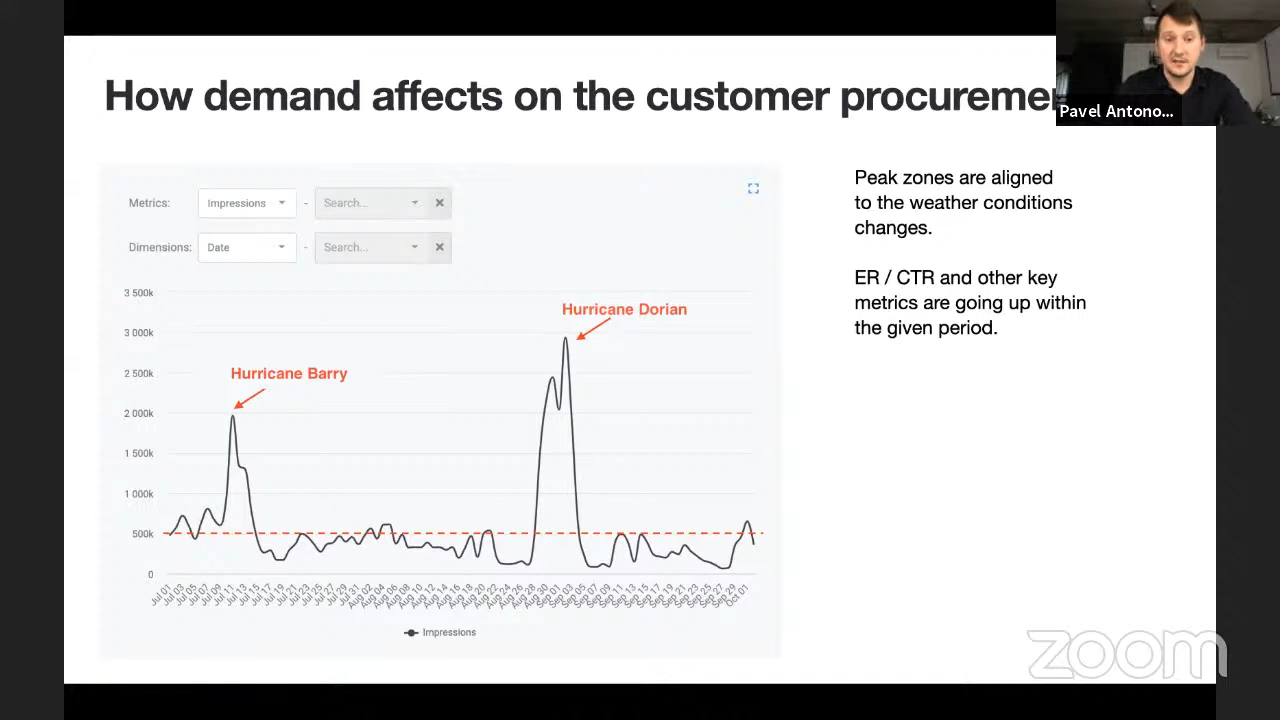 How demand affects on the customer procureme
Pavel Antono...
Metrics:
Impressions
-
Search...
Dimensions:
Date
-
Search...
Peak zones are aligned
to the weather conditions
changes.
ER / CTR and other key
metrics are going up within
the given period.
3 500k
3 000k
2 500k
2 000k
1 500k
1 000k
500k
0
Hurricane Barry
Hurricane Dorian
Jul 01
Jul 03
Jul 05
Jul 07
Jul 09
Jul 11
Jul 13
Jul 15
Jul 17
Jul 19
Jul 21
Jul 23
Jul 25
Jul 27
Jul 29
Jul 31
Aug 02
Aug 04
Aug 06
Aug 08
Aug 10
Aug 12
Aug 14
Aug 16
Aug 18
Aug 20
Aug 22
Aug 24
Aug 26
Aug 28
Aug 30
Sep 01
Sep 03
Sep 05
Sep 07
Sep 09
Sep 11
Sep 13
Sep 15
Sep 17
Sep 19
Sep 21
Sep 23
Sep 25
Sep 27
Sep 29
Oct 01
Impressions
zoom